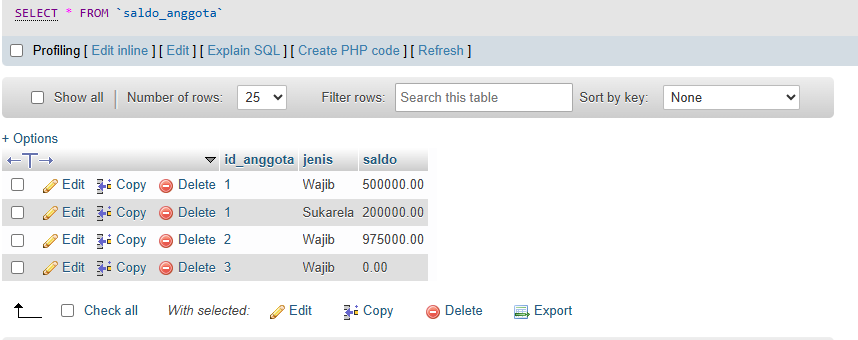 SELECT * FROM `saldo_anggota`
Profiling [ Edit inline ] [ Edit ] [ Explain SQL ] [ Create PHP code ] [ Refresh ]
Show all Number of rows: 25 Filter rows: Search this table Sort by key: None
+ Options
←T→ id_anggota jenis saldo
Edit Copy Delete 1 Wajib 500000.00
Edit Copy Delete 1 Sukarela 200000.00
Edit Copy Delete 2 Wajib 975000.00
Edit Copy Delete 3 Wajib 0.00
Check all With selected: Edit Copy Delete Export